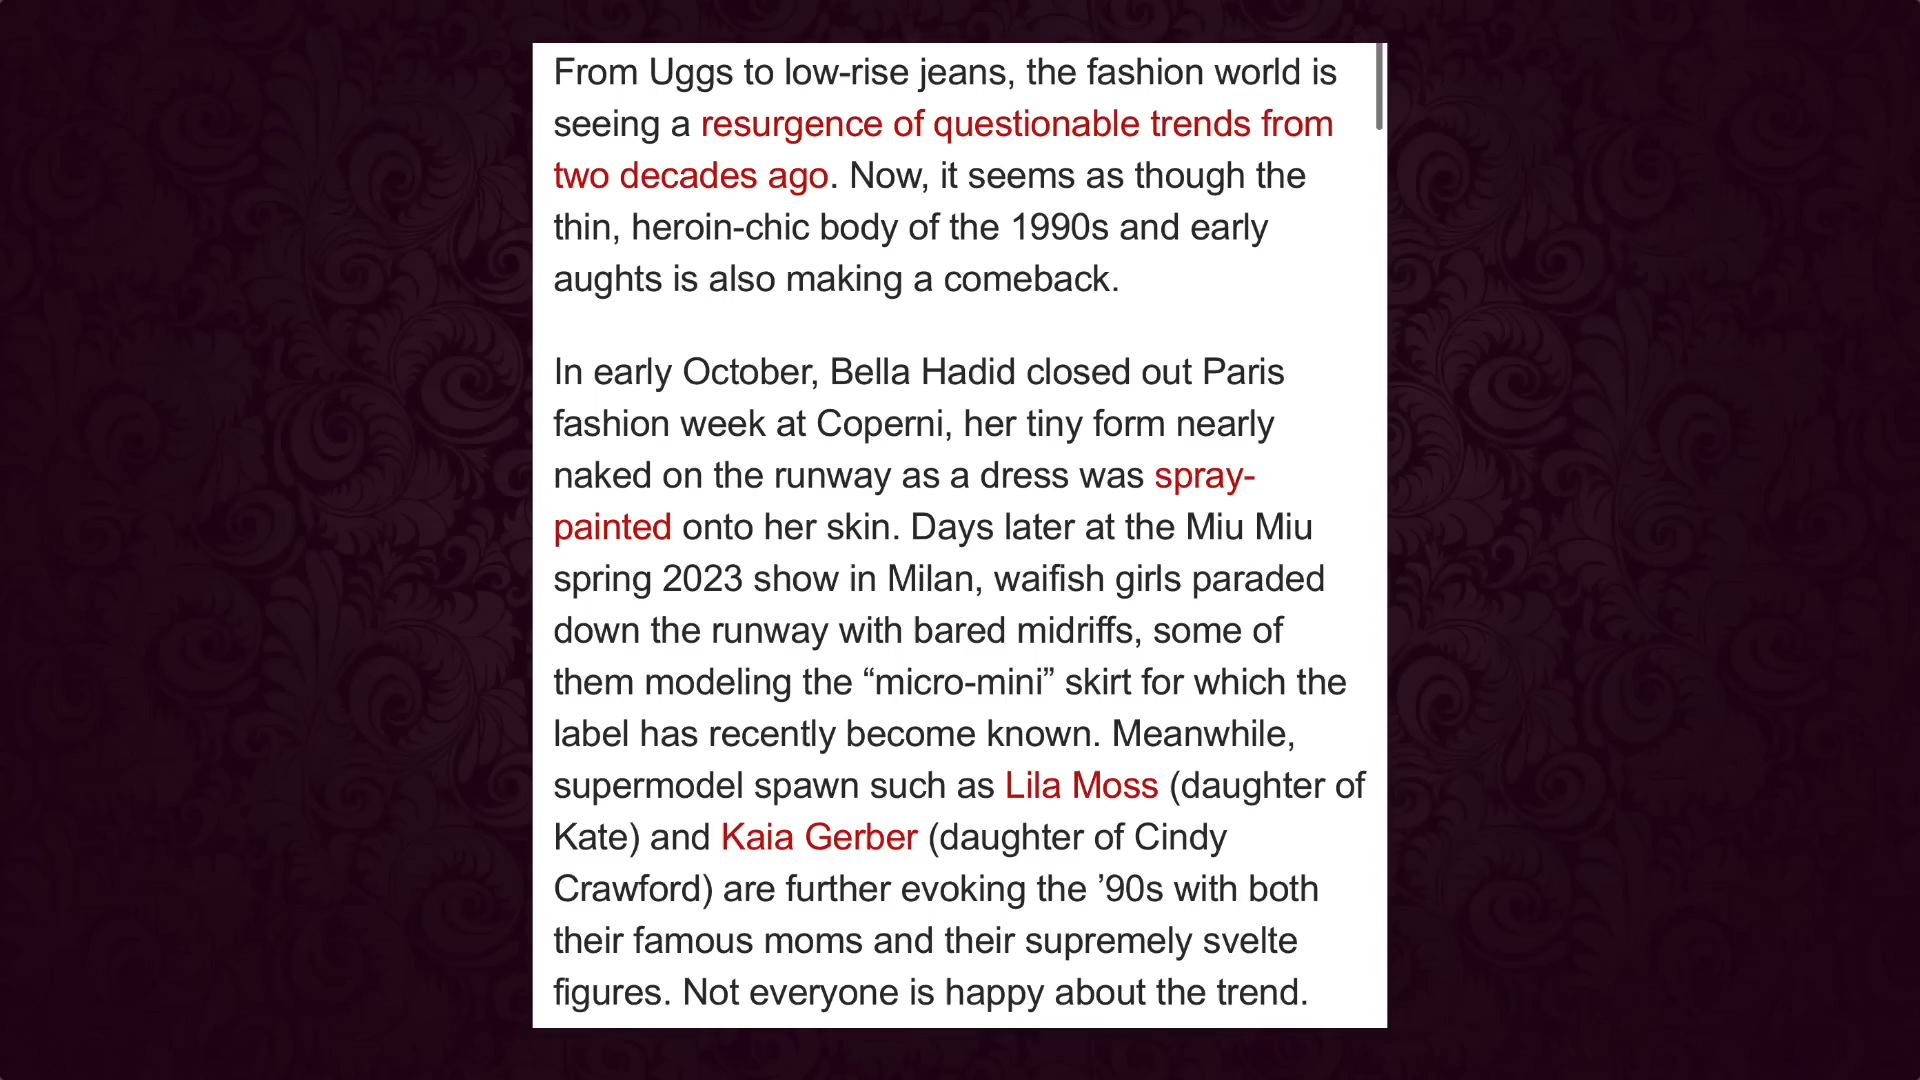 From Uggs to low-rise jeans, the fashion world is
seeing a resurgence of questionable trends from
two decades ago. Now, it seems as though the
thin, heroin-chic body of the 1990s and early
aughts is also making a comeback.
In early October, Bella Hadid closed out Paris
fashion week at Coperni, her tiny form nearly
naked on the runway as a dress was spray-
painted onto her skin. Days later at the Miu Miu
spring 2023 show in Milan, waifish girls paraded
down the runway with bared midriffs, some of
them modeling the “micro-mini” skirt for which the
label has recently become known. Meanwhile,
supermodel spawn such as Lila Moss (daughter of
Kate) and Kaia Gerber (daughter of Cindy
Crawford) are further evoking the ’90s with both
their famous moms and their supremely svelte
figures. Not everyone is happy about the trend.